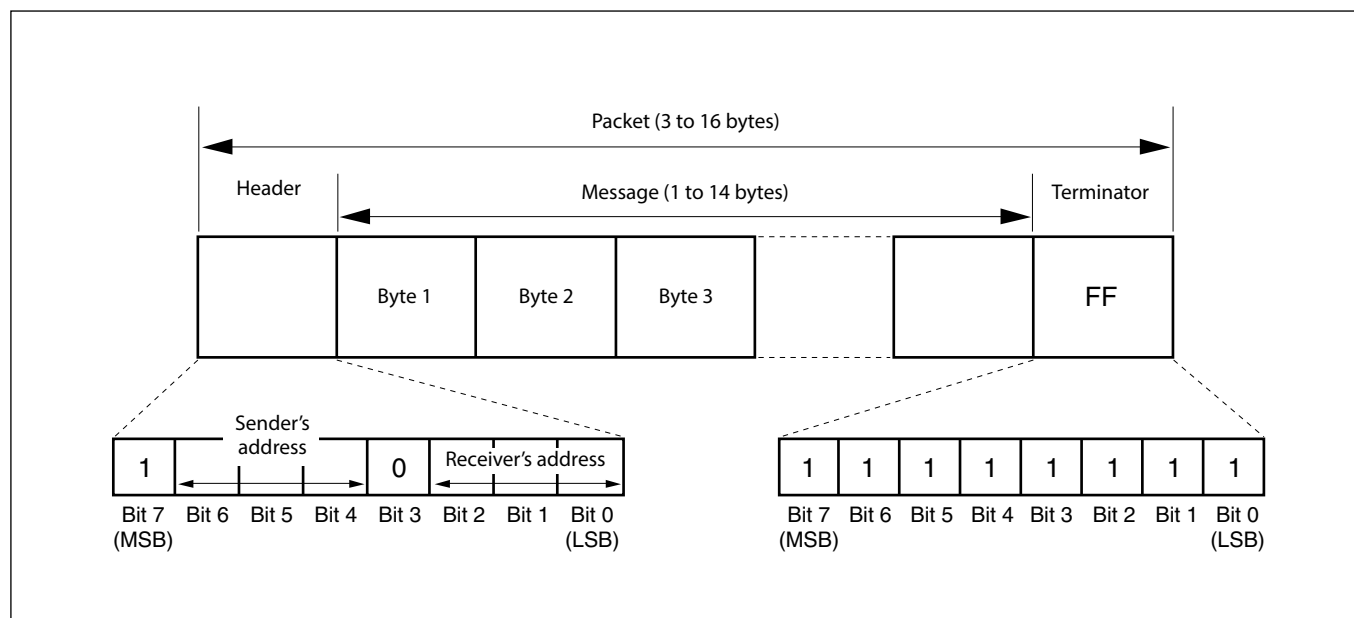 Packet (3 to 16 bytes)
Header
Message (1 to 14 bytes)
Terminator
Byte 1
Byte 2
Byte 3
FF
Sender's
address
1
0
Receiver's address
Bit 7 Bit 6 Bit 5 Bit 4 Bit 3 Bit 2 Bit 1 Bit 0
(MSB) (LSB)
1 1 1 1 1 1 1 1
Bit 7 Bit 6 Bit 5 Bit 4 Bit 3 Bit 2 Bit 1 Bit 0
(MSB) (LSB)